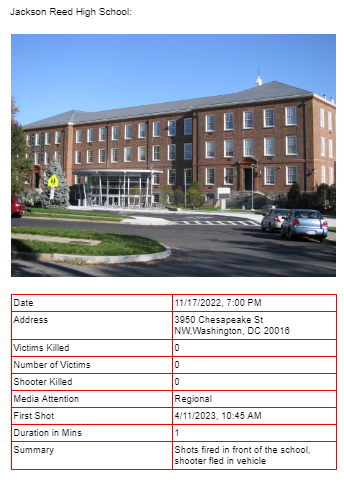 Jackson Reed High School:
Date 11/17/2022, 7:00 PM
Address 3950 Chesapeake St
NW,Washington, DC 20016
Victims Killed 0
Number of Victims 0
Shooter Killed 0
Media Attention Regional
First Shot 4/11/2023, 10:45 AM
Duration in Mins 1
Summary Shots fired in front of the school,
shooter fled in vehicle